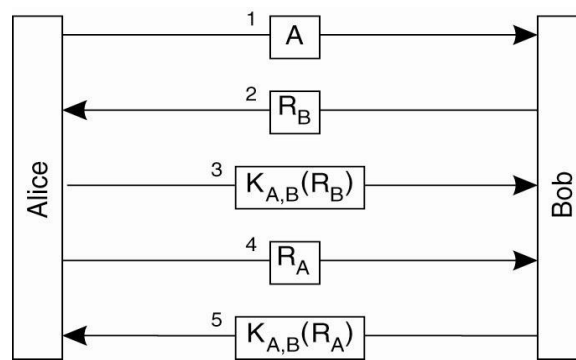 1 A
2 R_B
3 K_A,B(R_B)
4 R_A
5 K_A,B(R_A)
Alice
Bob